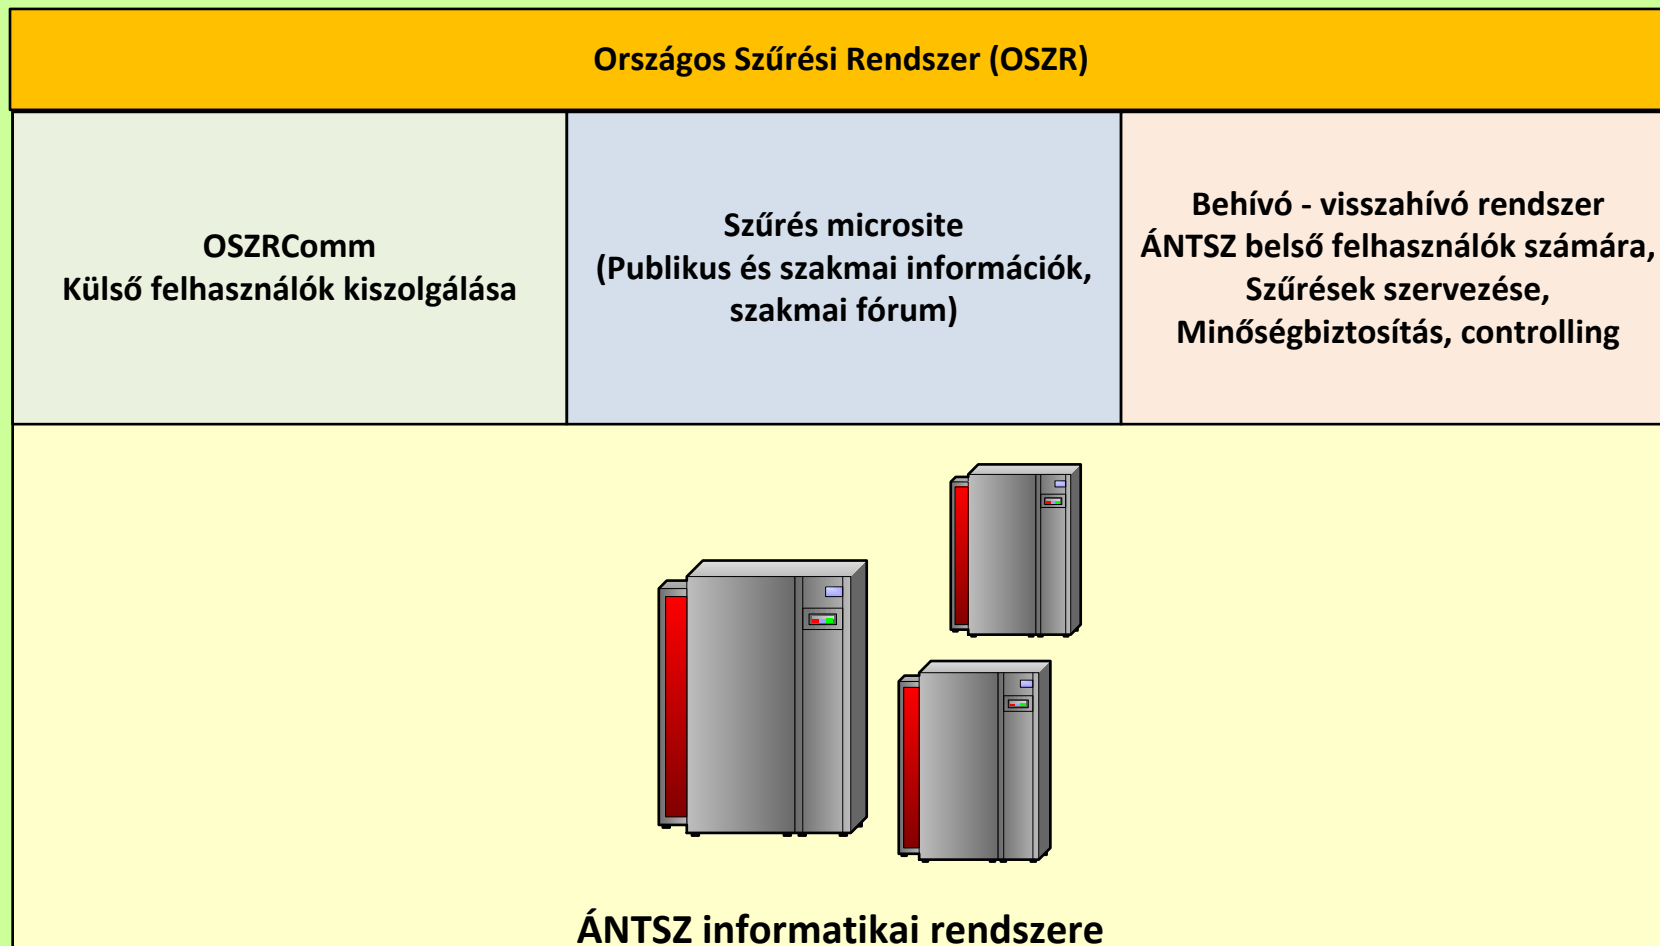 Országos Szűrési Rendszer (OSZR)
OSZRComm
Külső felhasználók kiszolgálása
Szűrés microsite
(Publikus és szakmai információk,
szakmai fórum)
Behívó - visszahívó rendszer
ÁNTSZ belső felhasználók számára,
Szűrések szervezése,
Minőségbiztosítás, controlling
ÁNTSZ informatikai rendszere